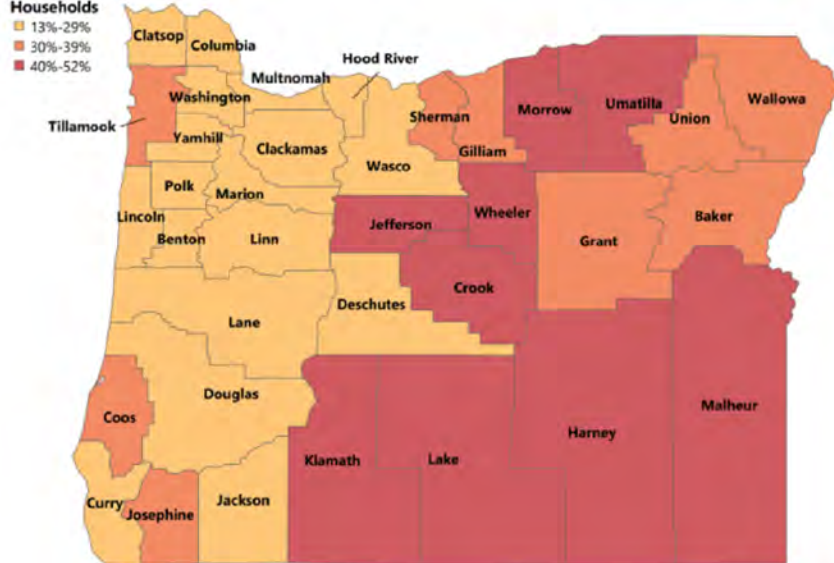 Households
13%-29%
30%-39%
40%-52%
Clatsop
Columbia
Hood River
Multnomah
Washington
Tillamook
Yamhill
Clackamas
Sherman
Gilliam
Morrow
Umatilla
Union
Wallowa
Wasco
Polk
Marion
Lincoln
Benton
Linn
Jefferson
Wheeler
Grant
Baker
Crook
Deschutes
Lane
Douglas
Coos
Malheur
Harney
Klamath
Lake
Curry
Josephine
Jackson